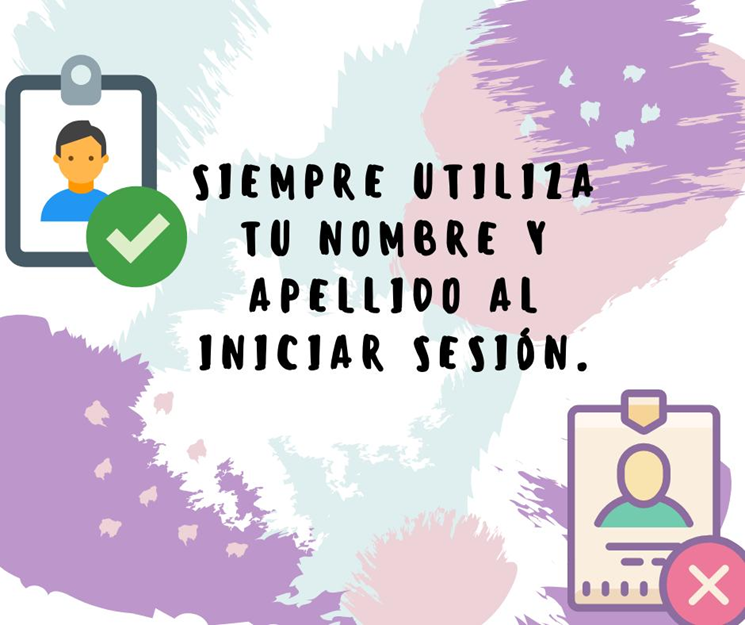 SIEMPRE UTILIZA
TU NOMBRE Y
APELLIDO AL
INICIAR SESIÓN.